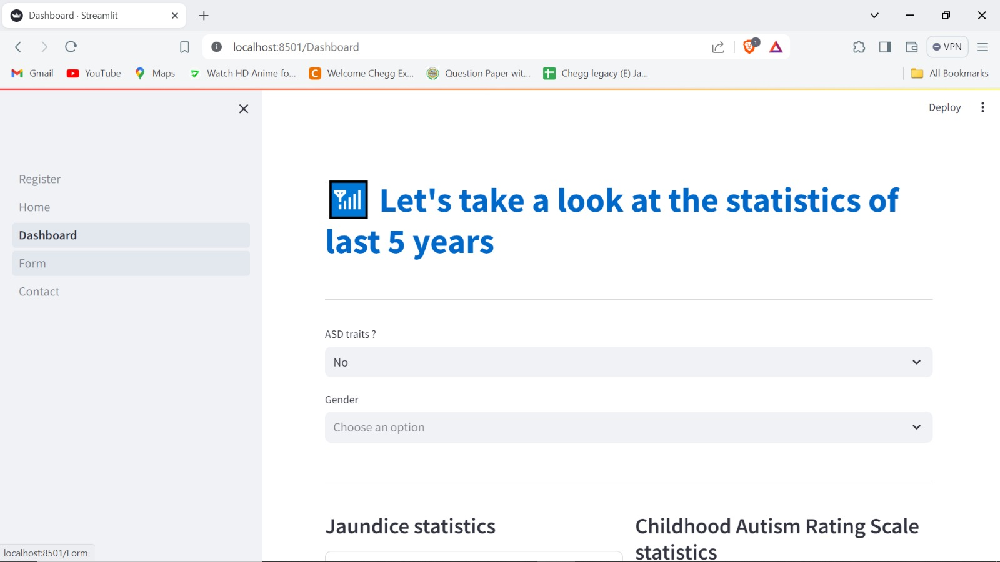 Dashboard · Streamlit
localhost:8501/Dashboard
1
VPN
Gmail
YouTube
Maps
Watch HD Anime fo...
Welcome Chegg Ex...
Question Paper wit...
Chegg legacy (E) Ja...
All Bookmarks
Deploy
Register
Home
Dashboard
Form
Contact
Let's take a look at the statistics of
last 5 years
ASD traits ?
No
Gender
Choose an option
Jaundice statistics
Childhood Autism Rating Scale
statistics
localhost:8501/Form